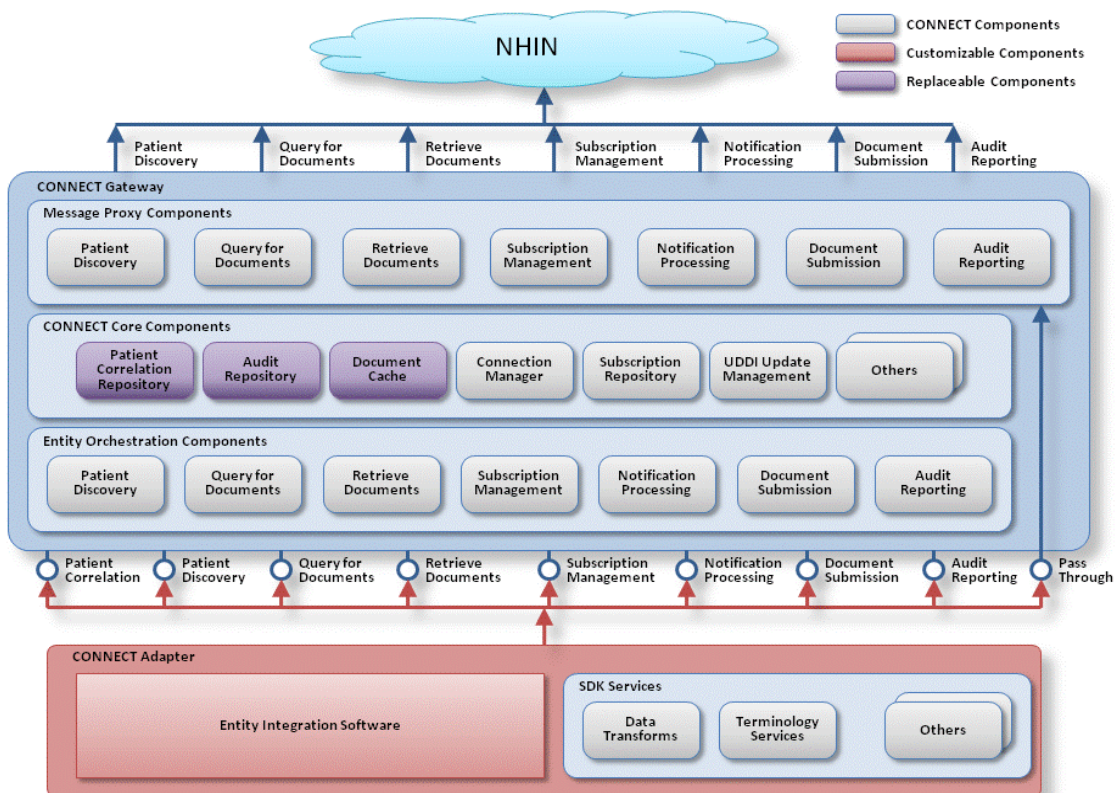 NHIN
CONNECT Components
Customizable Components
Replaceable Components
Patient
Discovery
Query for
Documents
Retrieve
Documents
Subscription
Management
Notification
Processing
Document
Submission
Audit
Reporting
CONNECT Gateway
Message Proxy Components
Patient
Discovery
Query for
Documents
Retrieve
Documents
Subscription
Management
Notification
Processing
Document
Submission
Audit
Reporting
CONNECT Core Components
Patient
Correlation
Repository
Audit
Repository
Document
Cache
Connection
Manager
Subscription
Repository
UDDI Update
Management
Others
Entity Orchestration Components
Patient
Discovery
Query for
Documents
Retrieve
Documents
Subscription
Management
Notification
Processing
Document
Submission
Audit
Reporting
Patient
Correlation
Patient
Discovery
Query for
Documents
Retrieve
Documents
Subscription
Management
Notification
Processing
Document
Submission
Audit
Reporting
Pass
Through
CONNECT Adapter
Entity Integration Software
SDK Services
Data
Transforms
Terminology
Services
Others